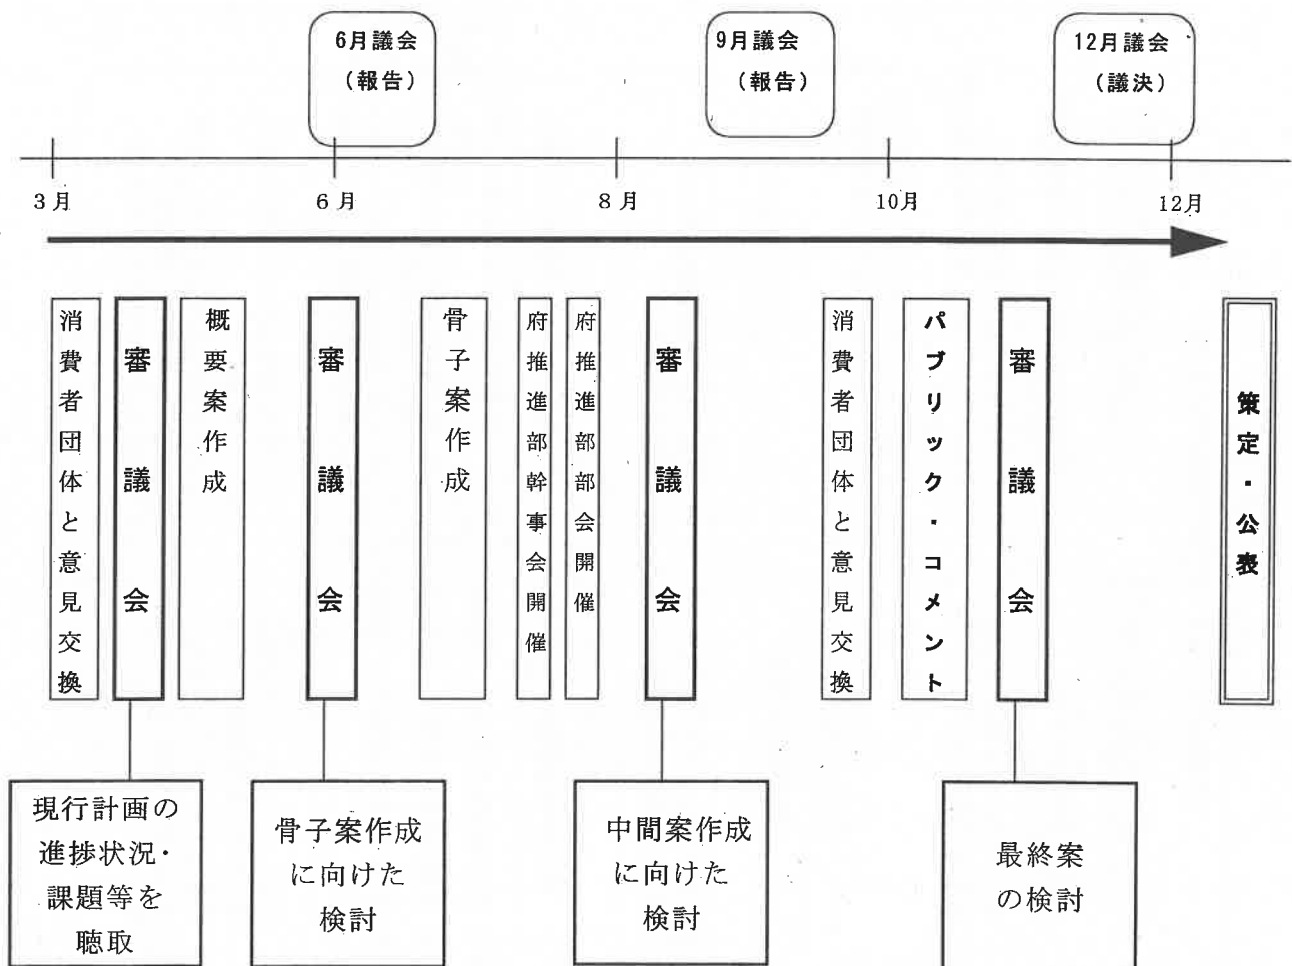 6月議会
（報告）
9月議会
（報告）
12月議会
（議決）
3月
6月
8月
10月
12月
消費者団体と意見交換
審議会
概要案作成
審議会
骨子案作成
府推進部幹事会開催
府推進部部会開催
審議会
消費者団体と意見交換
パブリック・コメント
審議会
策定・公表
現行計画の
進捗状況・
課題等を
聴取
骨子案作成
に向けた
検討
中間案作成
に向けた
検討
最終案
の検討